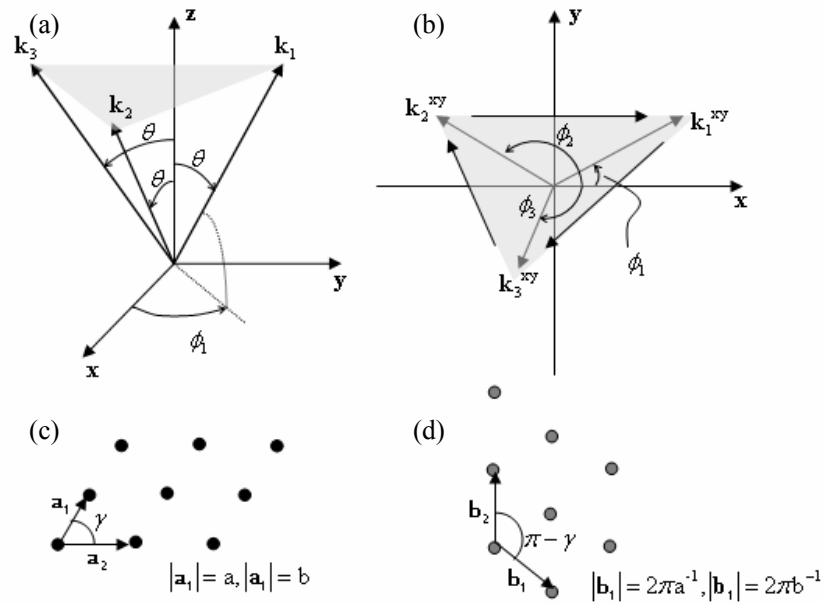 (a)
z
k₃
k₁
k₂
θ
θ
θ
y
x
ϕ₁
(b)
y
k₂ˣʸ
k₁ˣʸ
ϕ₂
x
ϕ₃
ϕ₁
k₃ˣʸ
(c)
a₁
γ
a₂
|a₁| = a, |a₁| = b
(d)
b₂
π − γ
b₁
|b₁| = 2πa⁻¹, |b₁| = 2πb⁻¹